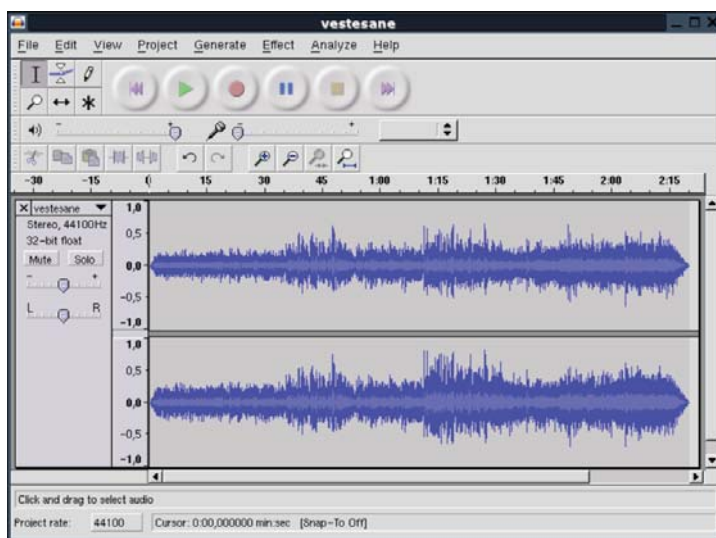 vestesane
File Edit View Project Generate Effect Analyze Help
-30 -15 0 15 30 45 1:00 1:15 1:30 1:45 2:00 2:15
vestesane
Stereo, 44100Hz
32-bit float
Mute Solo
- +
L R
1,0
0,5
0,0
-0,5
-1,0
1,0
0,5
0,0
-0,5
-1,0
Click and drag to select audio
Project rate: 44100 Cursor: 0:00,000000 min:sec [Snap-To Off]